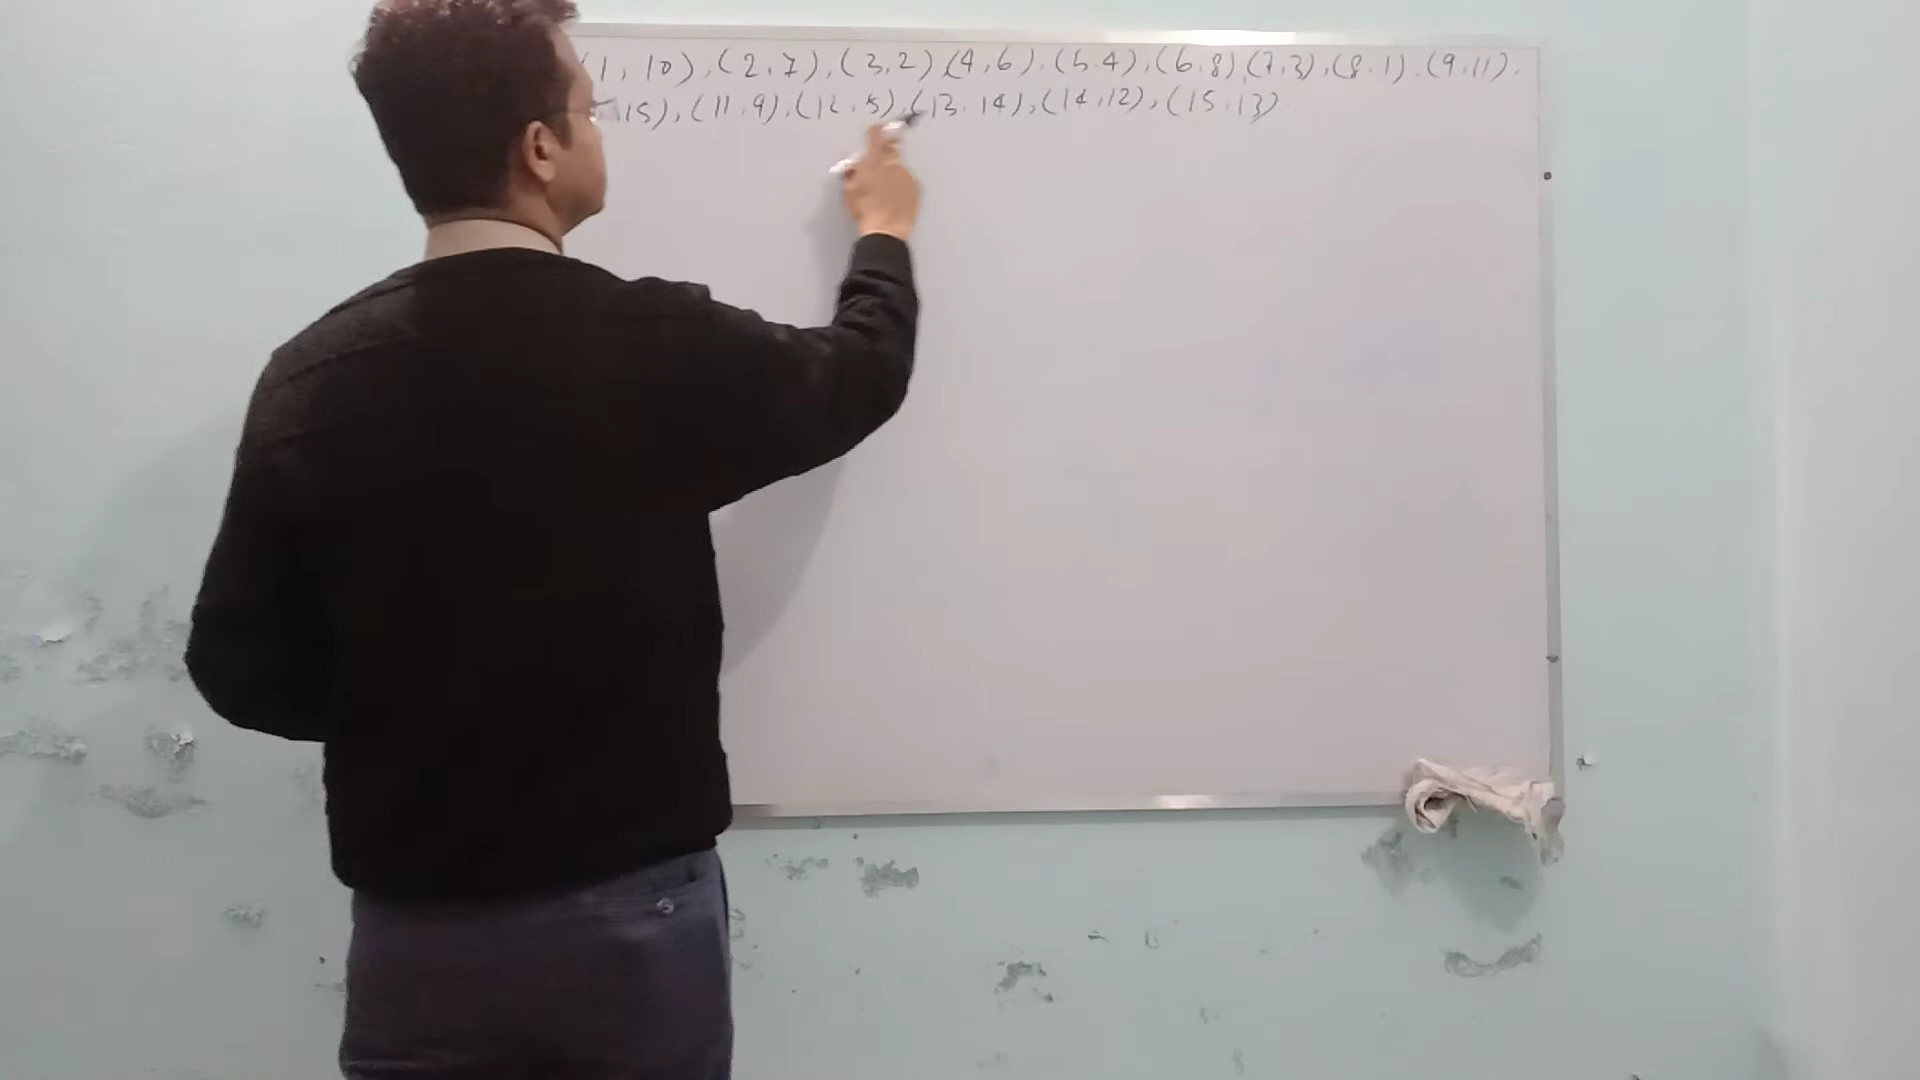 (1, 10), (2,7), (3,2) (4,6), (5,4), (6,8) (7,3), (8,1), (9,11),
15), (11,9), (12,5), (13,14), (14,12), (15,13)